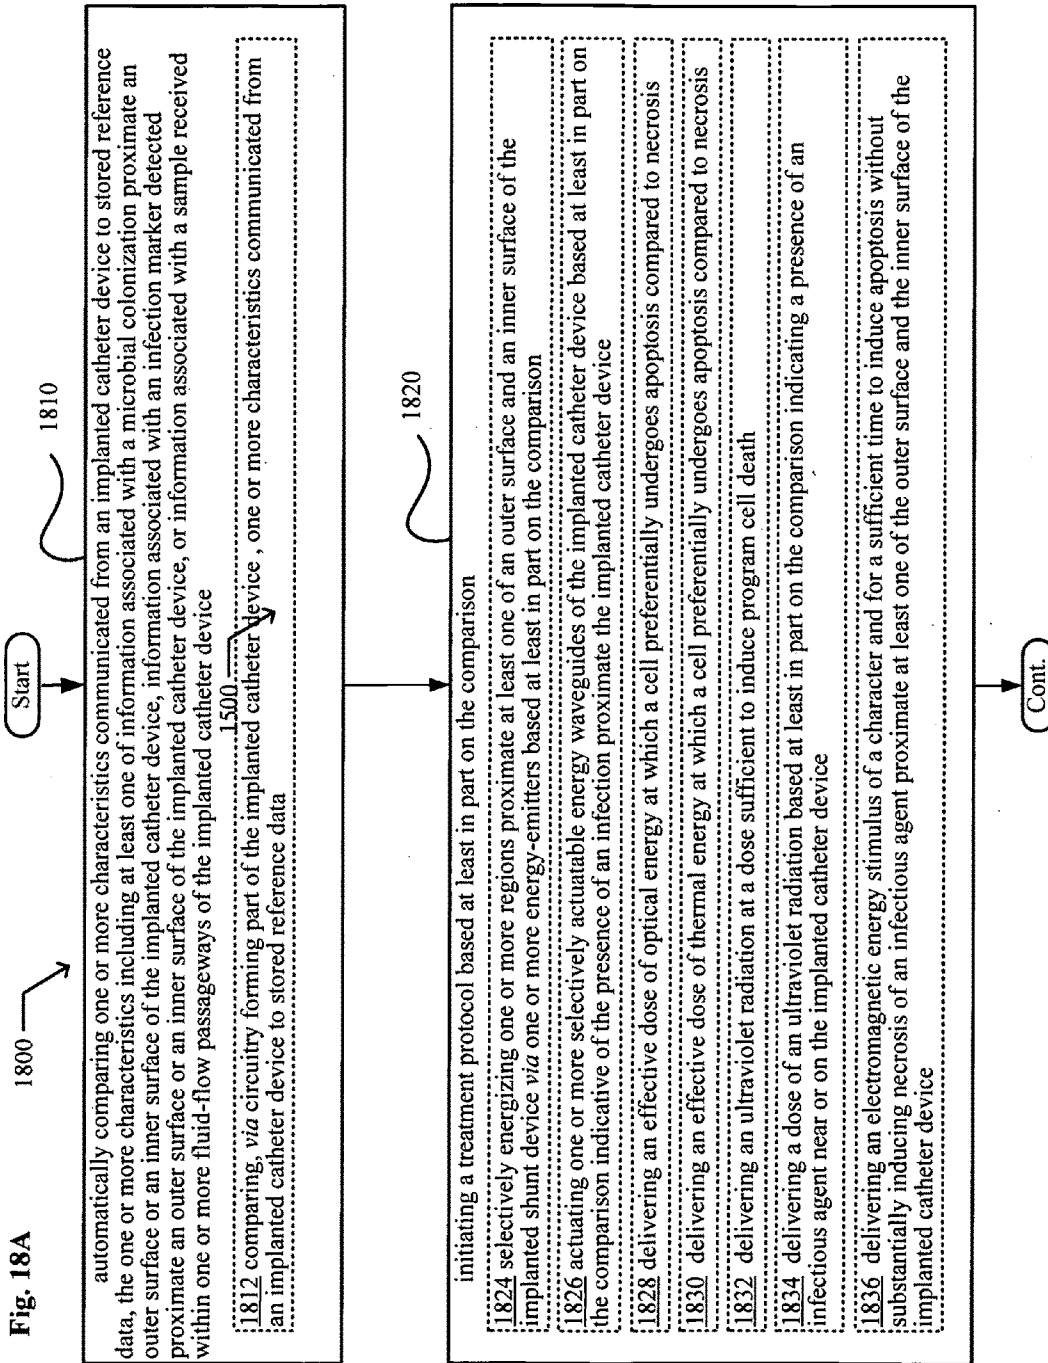 Fig. 18A
1800
Start
1810
automatically comparing one or more characteristics communicated from an implanted catheter device to stored reference
data, the one or more characteristics including at least one of information associated with a microbial colonization proximate an
outer surface or an inner surface of the implanted catheter device, information associated with an infection marker detected
proximate an outer surface or an inner surface of the implanted catheter device, or information associated with a sample received
within one or more fluid-flow passageways of the implanted catheter device
1500
1812 comparing, via circuitry forming part of the implanted catheter device , one or more characteristics communicated from
an implanted catheter device to stored reference data
1820
initiating a treatment protocol based at least in part on the comparison
1824 selectively energizing one or more regions proximate at least one of an outer surface and an inner surface of the
implanted shunt device via one or more energy-emitters based at least in part on the comparison
1826 actuating one or more selectively actuatable energy waveguides of the implanted catheter device based at least in part on
the comparison indicative of the presence of an infection proximate the implanted catheter device
1828 delivering an effective dose of optical energy at which a cell preferentially undergoes apoptosis compared to necrosis
1830 delivering an effective dose of thermal energy at which a cell preferentially undergoes apoptosis compared to necrosis
1832 delivering an ultraviolet radiation at a dose sufficient to induce program cell death
1834 delivering a dose of an ultraviolet radiation based at least in part on the comparison indicating a presence of an
infectious agent near or on the implanted catheter device
1836 delivering an electromagnetic energy stimulus of a character and for a sufficient time to induce apoptosis without
substantially inducing necrosis of an infectious agent proximate at least one of the outer surface and the inner surface of the
implanted catheter device
Cont.